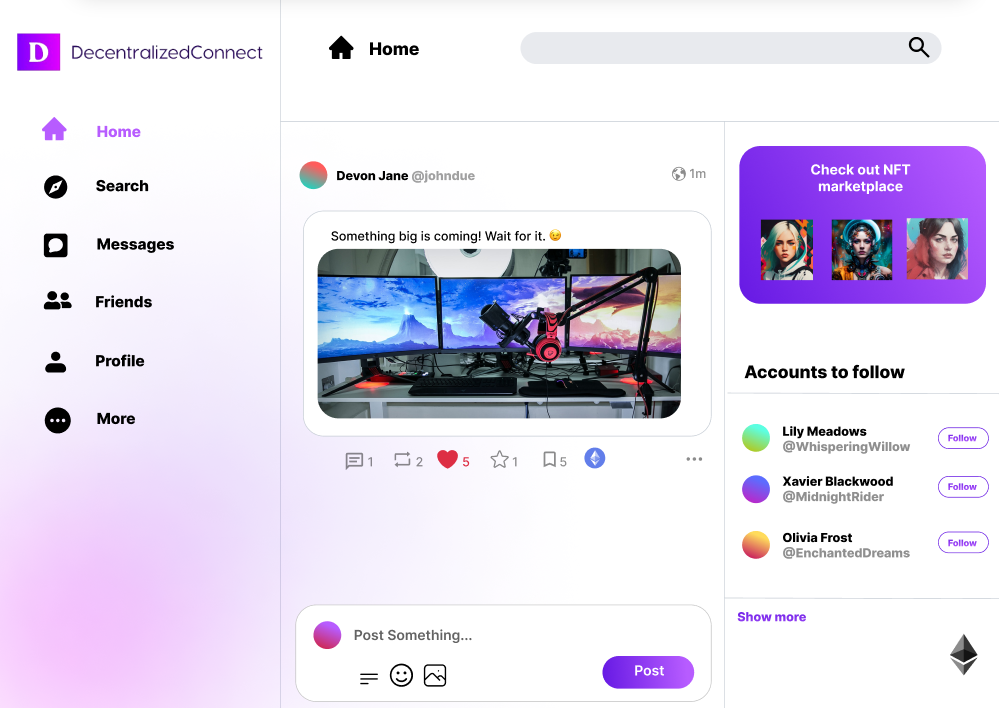 D DecentralizedConnect
Home
Home
Search
Messages
Friends
Profile
More
Devon Jane @johndue
1m
Something big is coming! Wait for it. 😉
1
2
5
1
5
Post Something...
Post
Check out NFT
marketplace
Accounts to follow
Lily Meadows
@WhisperingWillow
Follow
Xavier Blackwood
@MidnightRider
Follow
Olivia Frost
@EnchantedDreams
Follow
Show more